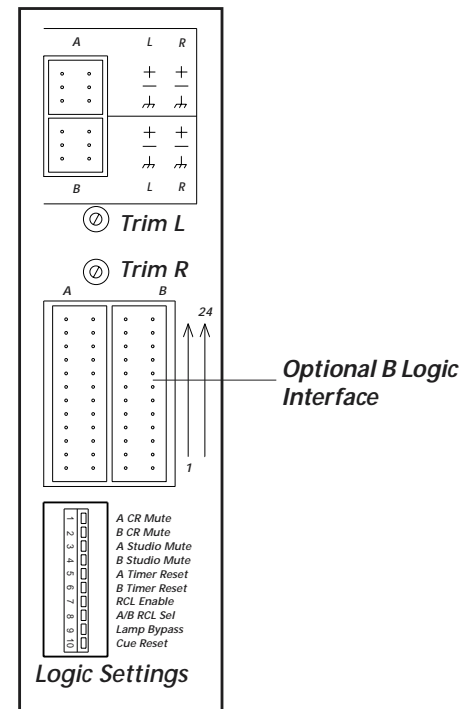 A L R
+ +
— —
+ +
— —
B L R
Trim L
Trim R
A B
24
Optional B Logic
Interface
1
1 A CR Mute
2 B CR Mute
3 A Studio Mute
4 B Studio Mute
5 A Timer Reset
6 B Timer Reset
7 RCL Enable
8 A/B RCL Sel
9 Lamp Bypass
10 Cue Reset
Logic Settings